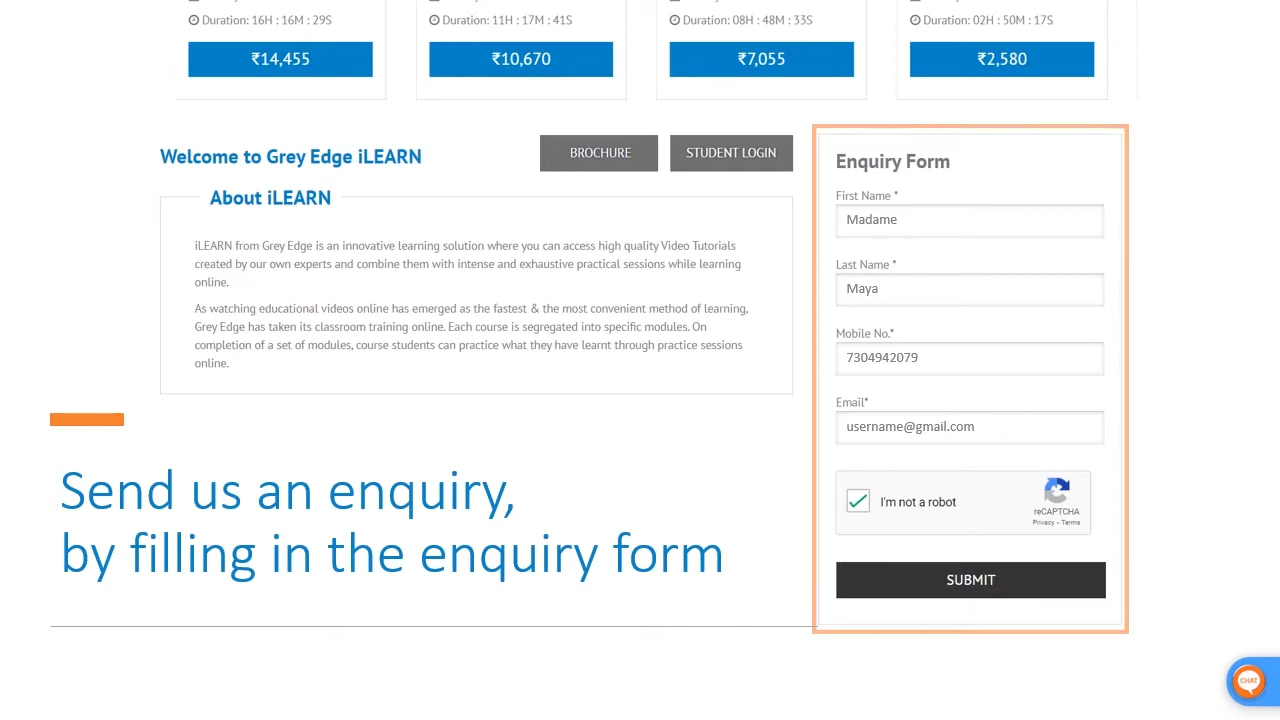 Duration: 16H : 16M : 29S
Duration: 11H : 17M : 41S
Duration: 08H : 48M : 33S
Duration: 02H : 50M : 17S
₹14,455
₹10,670
₹7,055
₹2,580
Welcome to Grey Edge iLEARN
BROCHURE
STUDENT LOGIN
About iLEARN
iLEARN from Grey Edge is an innovative learning solution where you can access high quality Video Tutorials
created by our own experts and combine them with intense and exhaustive practical sessions while learning
online.
As watching educational videos online has emerged as the fastest & the most convenient method of learning,
Grey Edge has taken its classroom training online. Each course is segregated into specific modules. On
completion of a set of modules, course students can practice what they have learnt through practice sessions
online.
Send us an enquiry,
by filling in the enquiry form
Enquiry Form
First Name *
Madame
Last Name *
Maya
Mobile No.*
7304942079
Email*
username@gmail.com
I'm not a robot
reCAPTCHA
Privacy - Terms
SUBMIT
CHAT